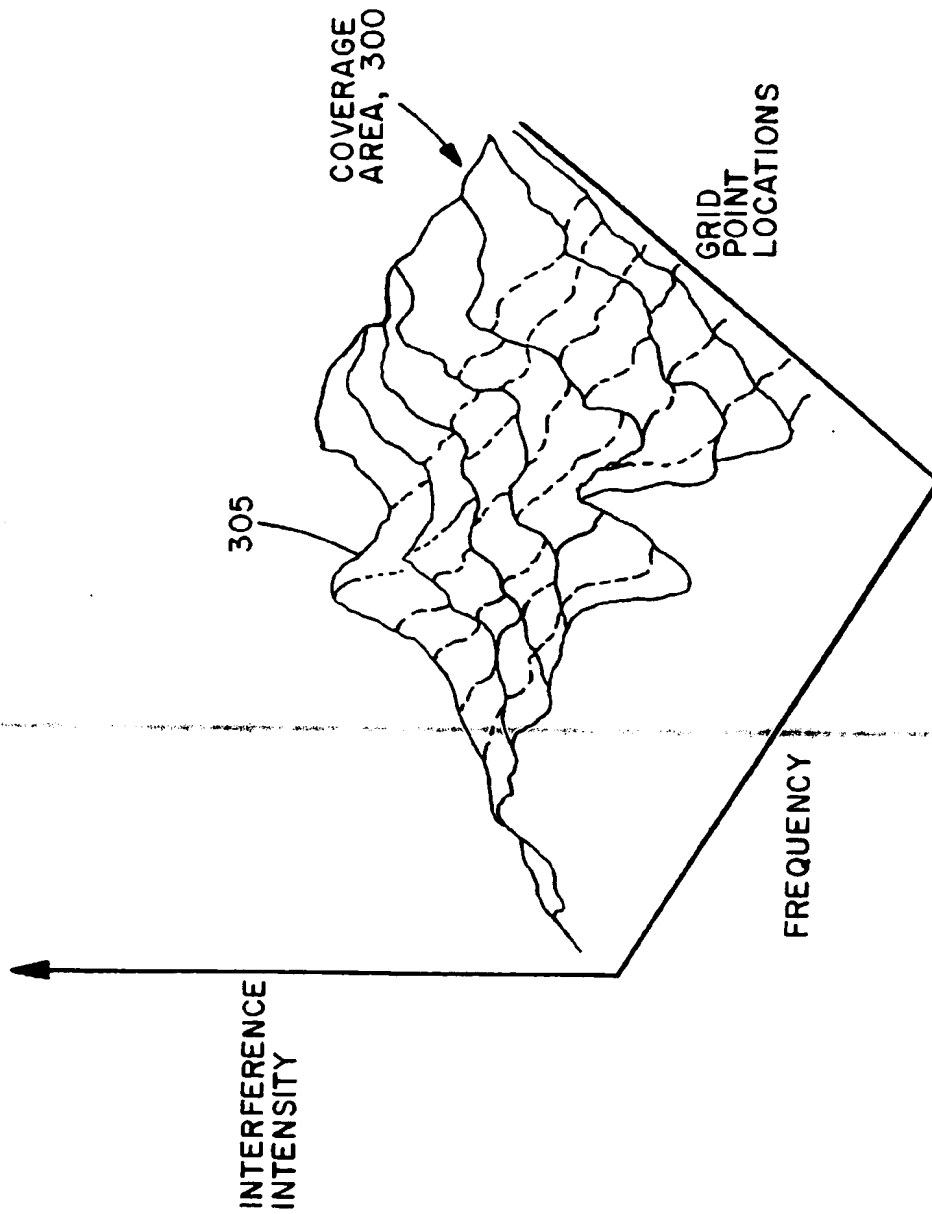 COVERAGE
AREA, 300
305
GRID
POINT
LOCATIONS
FREQUENCY
INTERFERENCE
INTENSITY